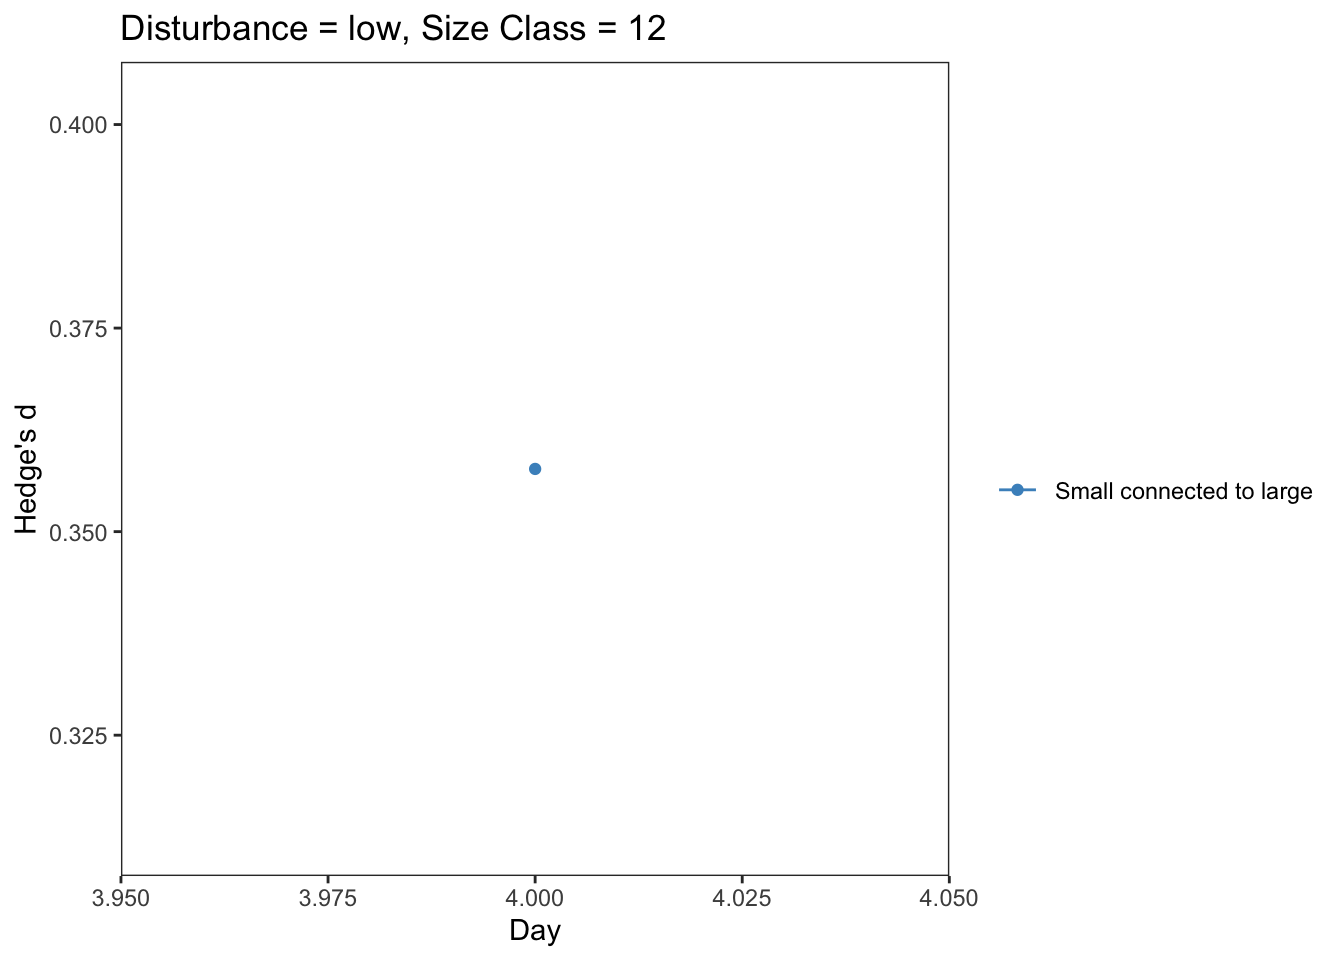 Disturbance = low, Size Class = 12
0.400
0.375
0.350
0.325
Hedge's d
3.950 3.975 4.000 4.025 4.050
Day
Small connected to large